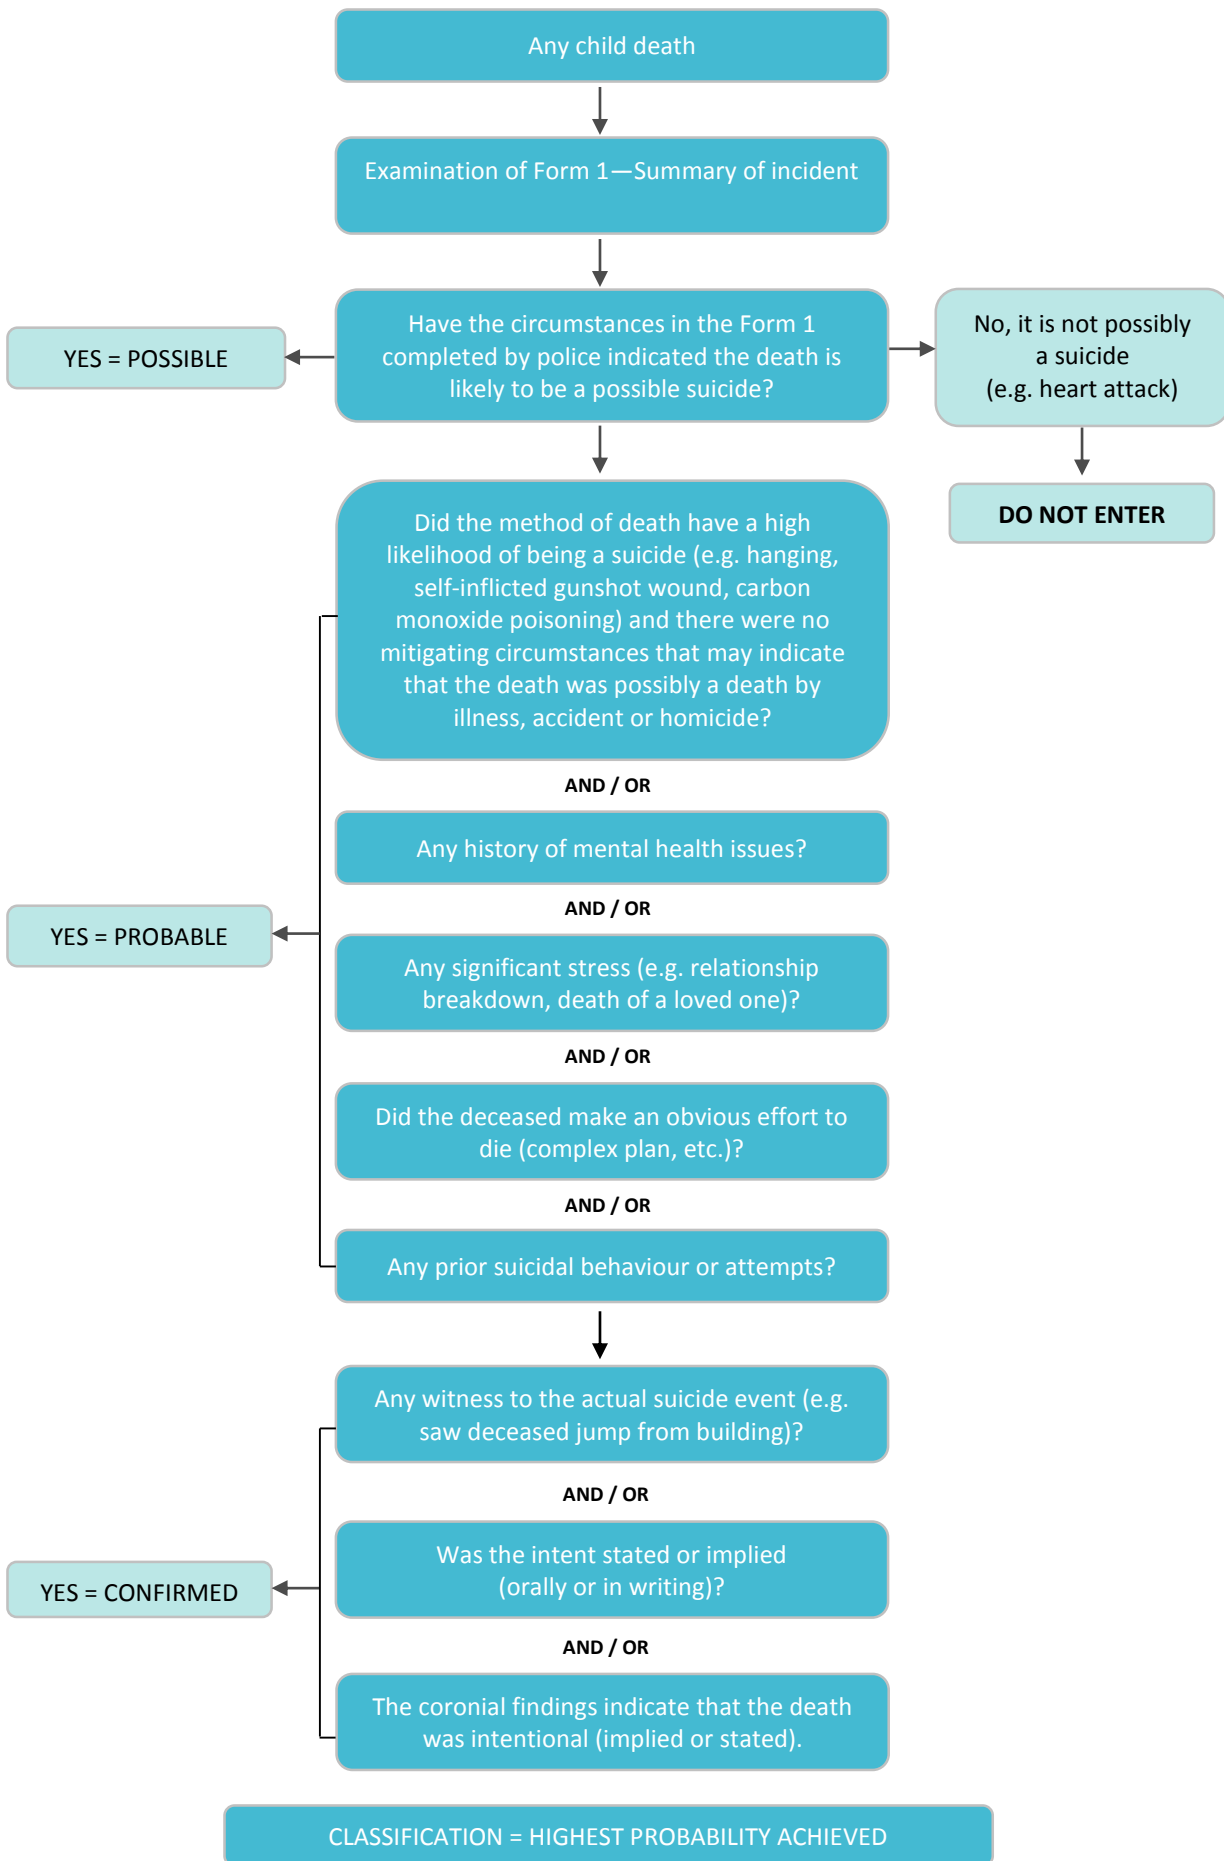 Any child death
Examination of Form 1—Summary of incident
Have the circumstances in the Form 1
completed by police indicated the death is
likely to be a possible suicide?
YES = POSSIBLE
No, it is not possibly
a suicide
(e.g. heart attack)
DO NOT ENTER
Did the method of death have a high
likelihood of being a suicide (e.g. hanging,
self-inflicted gunshot wound, carbon
monoxide poisoning) and there were no
mitigating circumstances that may indicate
that the death was possibly a death by
illness, accident or homicide?
AND / OR
Any history of mental health issues?
AND / OR
YES = PROBABLE
Any significant stress (e.g. relationship
breakdown, death of a loved one)?
AND / OR
Did the deceased make an obvious effort to
die (complex plan, etc.)?
AND / OR
Any prior suicidal behaviour or attempts?
Any witness to the actual suicide event (e.g.
saw deceased jump from building)?
AND / OR
Was the intent stated or implied
(orally or in writing)?
YES = CONFIRMED
AND / OR
The coronial findings indicate that the death
was intentional (implied or stated).
CLASSIFICATION = HIGHEST PROBABILITY ACHIEVED